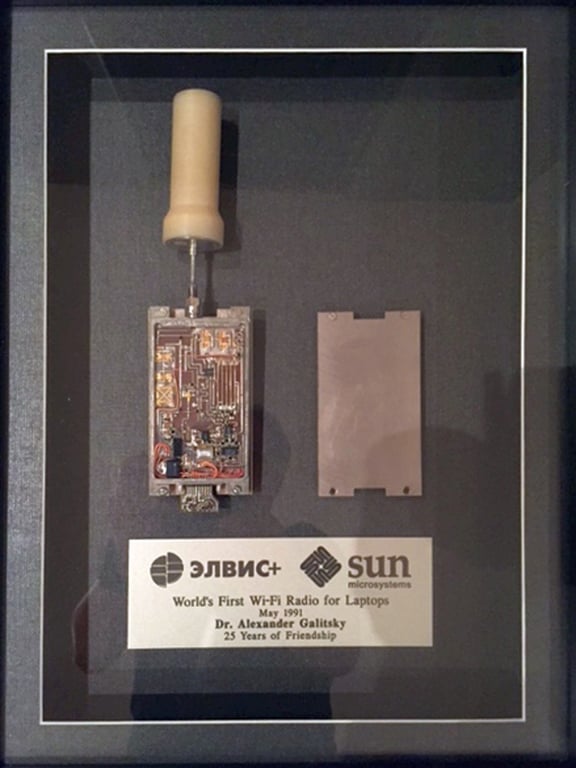 ЭЛВИС+ sun
microsystems
World's First Wi-Fi Radio for Laptops
May 1991
Dr. Alexander Galitsky
25 Years of Friendship